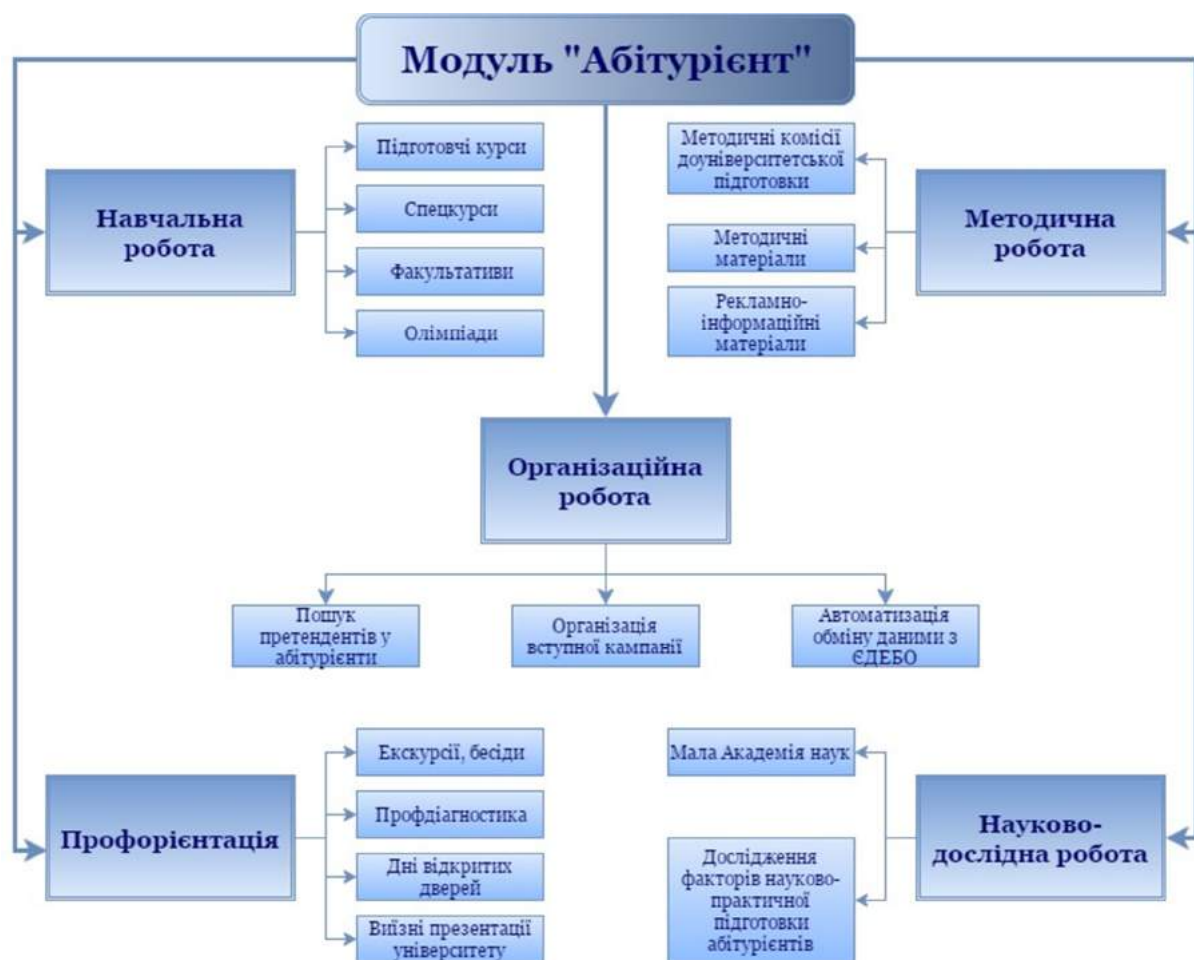 Модуль "Абітурієнт"
Навчальна
робота
Підготовчі курси
Спецкурси
Факультативи
Олімпіади
Методичні комісії
доуніверситетської
підготовки
Методичні
матеріали
Рекламно-
інформаційні
матеріали
Методична
робота
Організаційна
робота
Пошук
претендентів у
абітурієнти
Організація
вступної кампанії
Автоматизація
обміну даними з
ЄДЕБО
Профорієнтація
Екскурсії, бесіди
Профдіагностика
Дні відкритих
дверей
Виїзні презентації
університету
Мала Академія наук
Дослідження
факторів науково-
практичної
підготовки
абітурієнтів
Науково-
дослідна робота